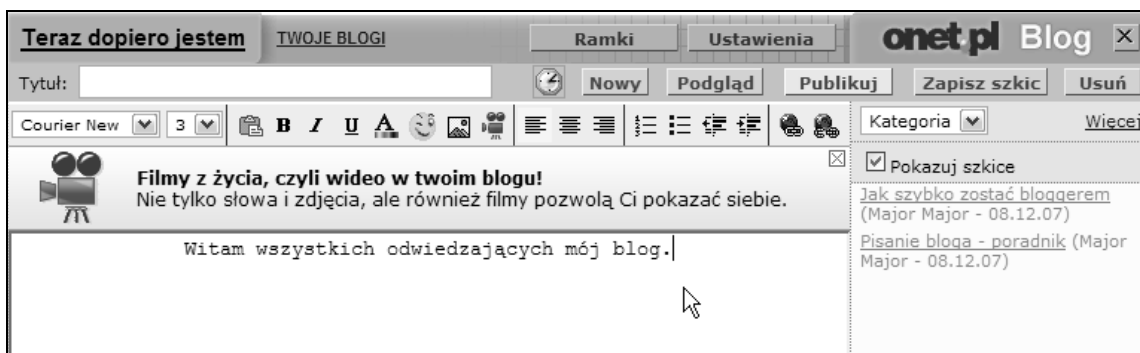 Teraz dopiero jestem TWOJE BLOGI Ramki Ustawienia onet.pl Blog
Tytuł: Nowy Podgląd Publikuj Zapisz szkic Usuń
Courier New 3 B I U A Kategoria Więcej
Filmy z życia, czyli wideo w twoim blogu!
Nie tylko słowa i zdjęcia, ale również filmy pozwolą Ci pokazać siebie.
Witam wszystkich odwiedzających mój blog.
Pokazuj szkice
Jak szybko zostać bloggerem
(Major Major - 08.12.07)
Pisanie bloga - poradnik (Major
Major - 08.12.07)